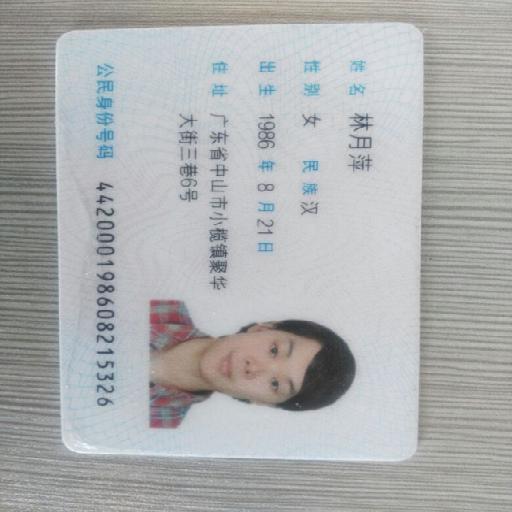 姓名 林月萍
性别 女 民族 汉
出生 1986 年 8 月 21 日
住址 广东省中山市小榄镇聚华
大街三巷6号
公民身份号码 442000198608215326